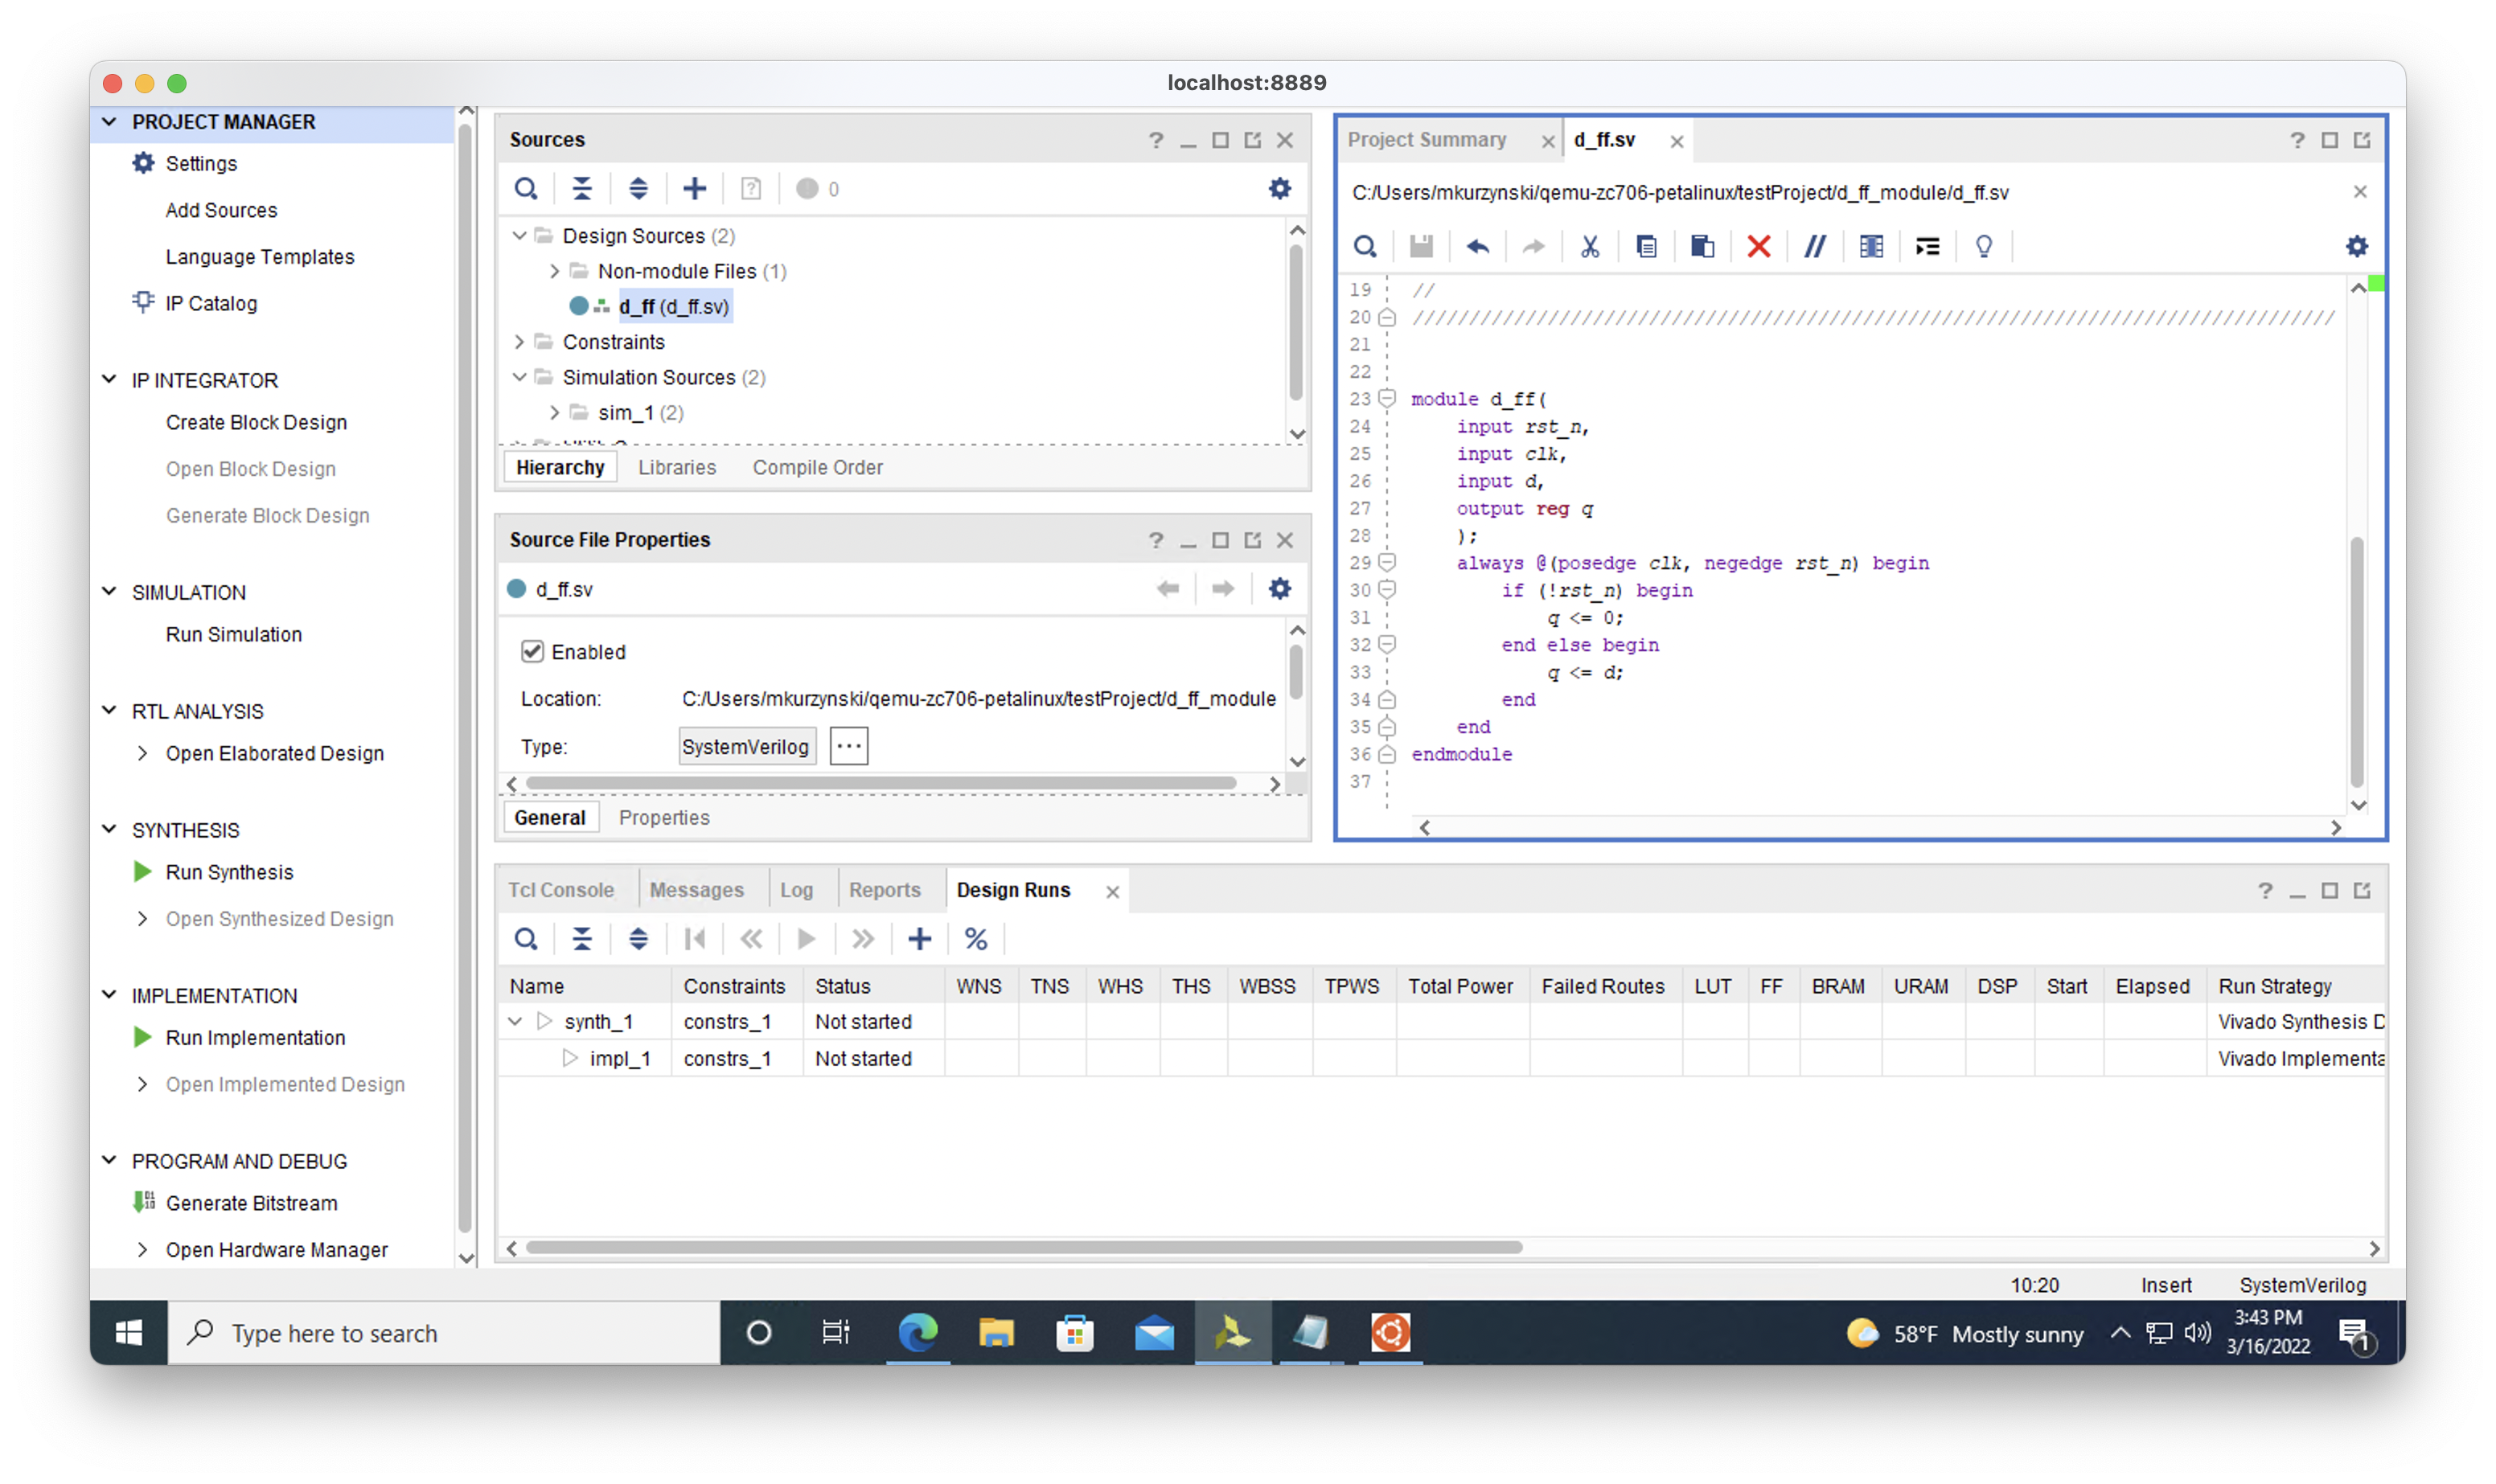 localhost:8889
PROJECT MANAGER
Settings
Add Sources
Language Templates
IP Catalog
IP INTEGRATOR
Create Block Design
Open Block Design
Generate Block Design
SIMULATION
Run Simulation
RTL ANALYSIS
Open Elaborated Design
SYNTHESIS
Run Synthesis
Open Synthesized Design
IMPLEMENTATION
Run Implementation
Open Implemented Design
PROGRAM AND DEBUG
Generate Bitstream
Open Hardware Manager
Sources
0
Design Sources (2)
Non-module Files (1)
d_ff (d_ff.sv)
Constraints
Simulation Sources (2)
sim_1 (2)
Hierarchy Libraries Compile Order
Source File Properties
d_ff.sv
Enabled
Location: C:/Users/mkurzynski/qemu-zc706-petalinux/testProject/d_ff_module
Type: SystemVerilog ...
General Properties
Project Summary d_ff.sv
C:/Users/mkurzynski/qemu-zc706-petalinux/testProject/d_ff_module/d_ff.sv
19 //
20 //////////////////////////////////////////////////////////////////////////////////
21
22
23 module d_ff(
24 input rst_n,
25 input clk,
26 input d,
27 output reg q
28 );
29 always @(posedge clk, negedge rst_n) begin
30 if (!rst_n) begin
31 q <= 0;
32 end else begin
33 q <= d;
34 end
35 end
36 endmodule
37
Tcl Console Messages Log Reports Design Runs
Name Constraints Status WNS TNS WHS THS WBSS TPWS Total Power Failed Routes LUT FF BRAM URAM DSP Start Elapsed Run Strategy
synth_1 constrs_1 Not started Vivado Synthesis D
impl_1 constrs_1 Not started Vivado Implementa
10:20 Insert SystemVerilog
Type here to search
58°F Mostly sunny
3:43 PM
3/16/2022
1